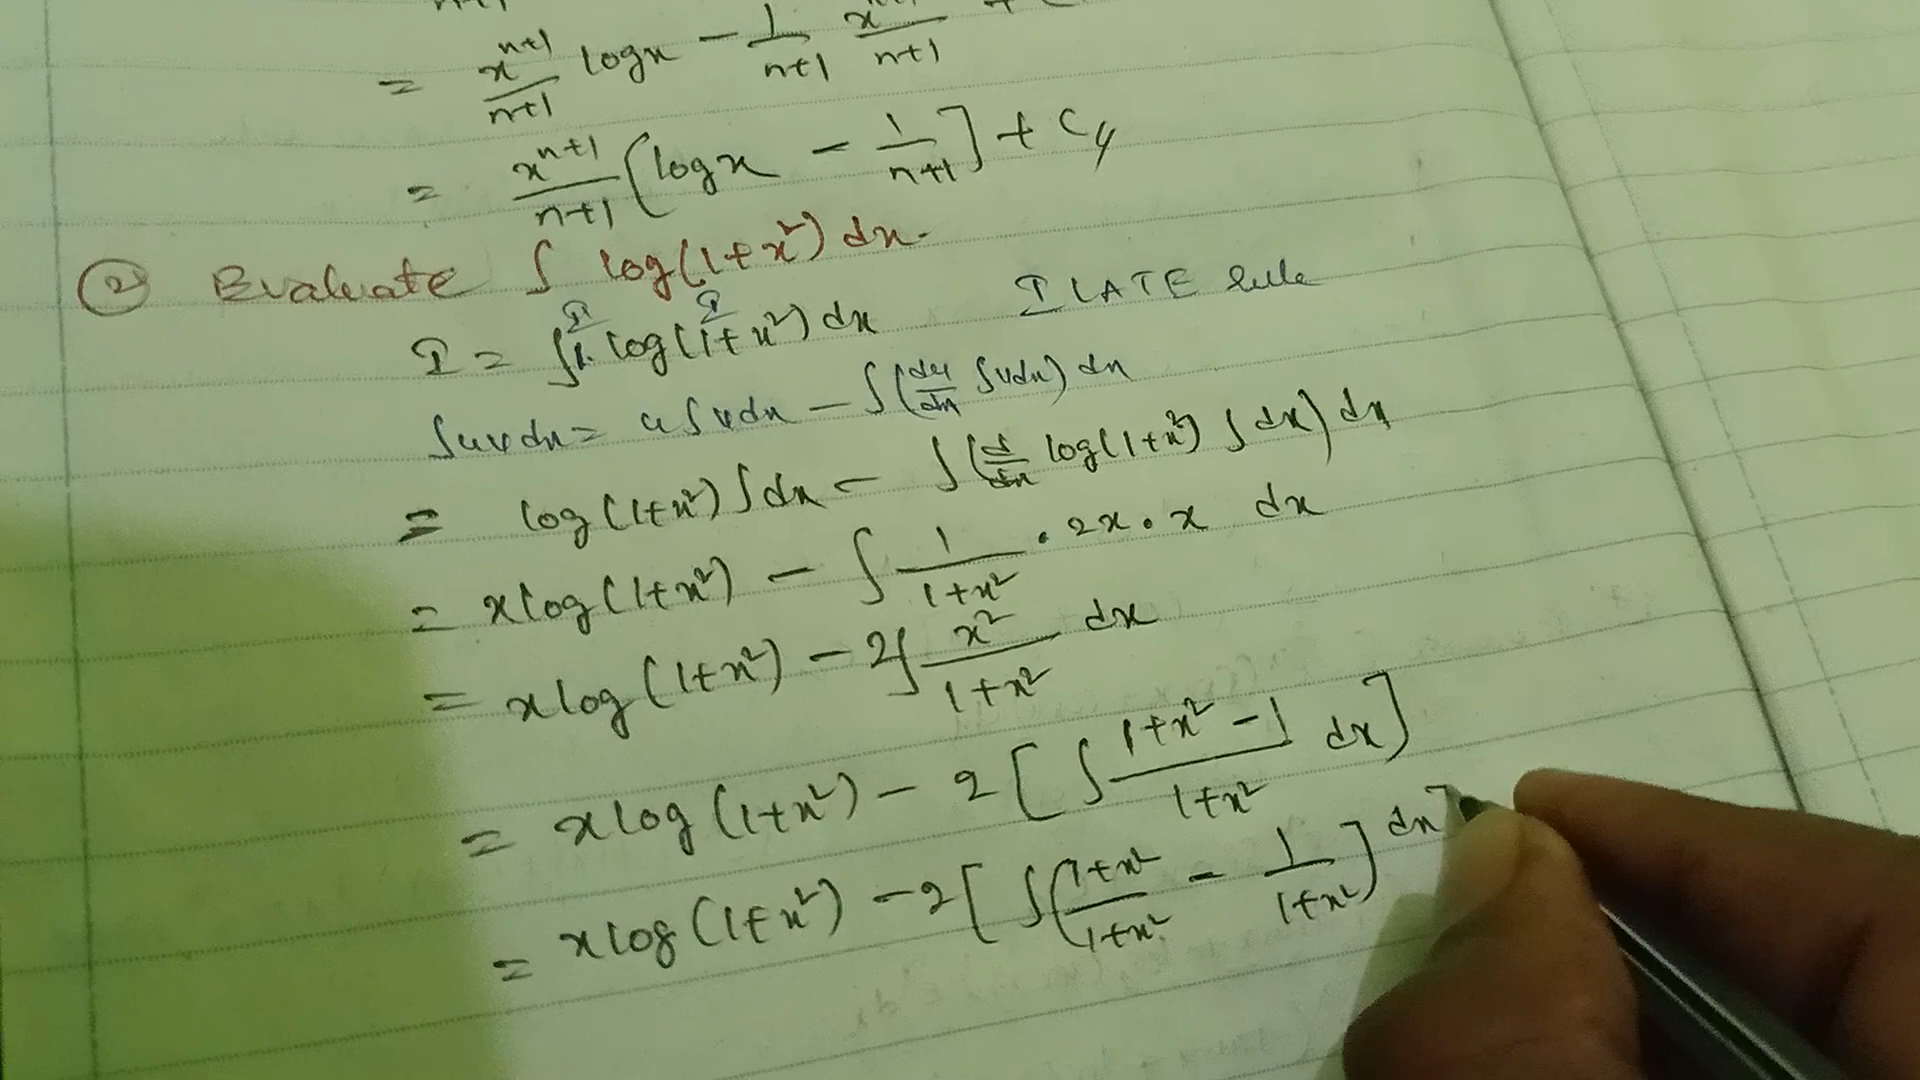 n+1
= x^{n+1}/n+1 logx - 1/n+1 x/n+1 +
= x^{n+1}/n+1 [logx - 1/n+1] + C//
② Evaluate ∫ log(1+x²) dx.
I = ∫ 1. log(1+x²) dx ILATE Rule
II I
∫uv dx = u∫v dx - ∫(du/dx ∫v dx) dx
= log(1+x²) ∫dx - ∫(d/dx log(1+x²) ∫dx) dx
= x log(1+x²) - ∫ 1/1+x² . 2x . x dx
= x log(1+x²) - 2∫ x²/1+x² dx
= x log(1+x²) - 2 [ ∫ 1+x²-1/1+x² dx ]
= x log(1+x²) - 2 [ ∫ ( 1+x²/1+x² - 1/1+x² ] dx ]